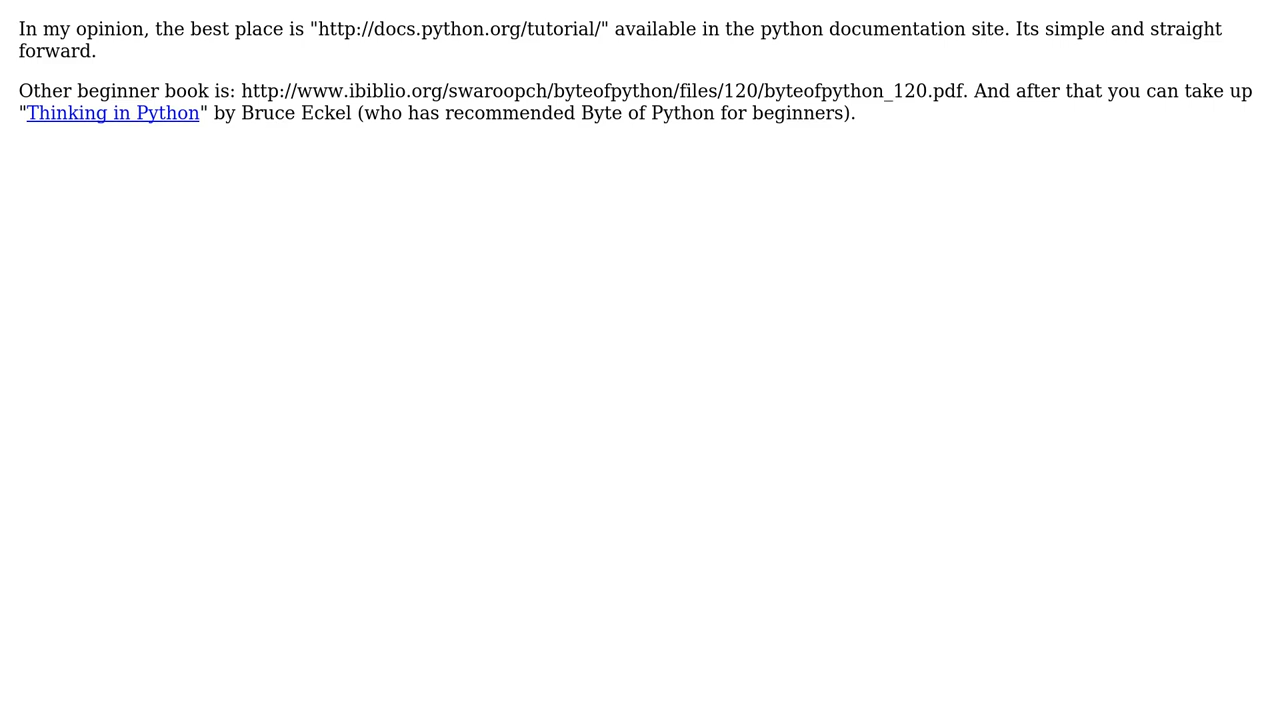 In my opinion, the best place is "http://docs.python.org/tutorial/" available in the python documentation site. Its simple and straight
forward.
Other beginner book is: http://www.ibiblio.org/swaroopch/byteofpython/files/120/byteofpython_120.pdf. And after that you can take up
"Thinking in Python" by Bruce Eckel (who has recommended Byte of Python for beginners).